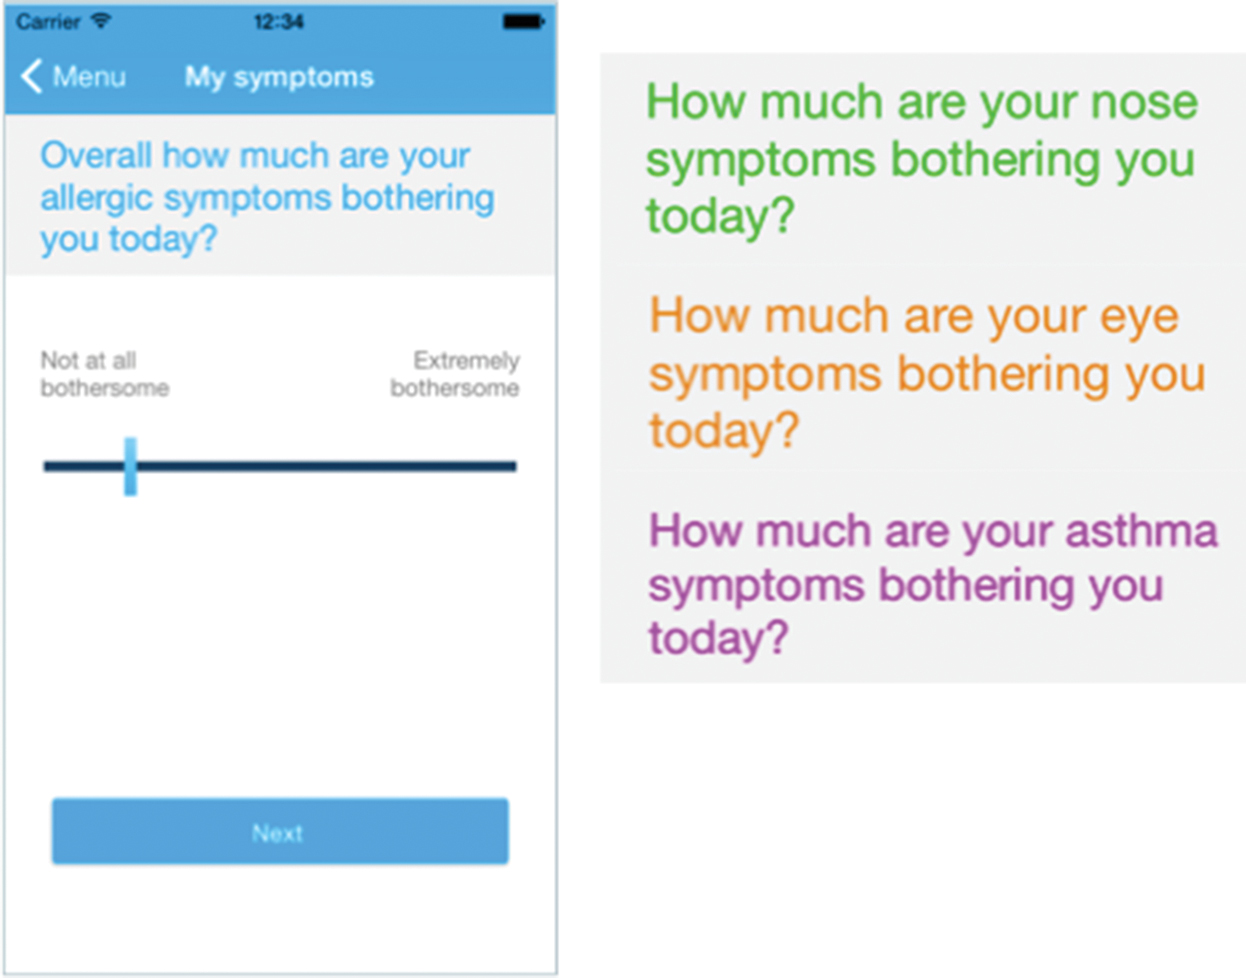 Carrier 12:34
Menu My symptoms
Overall how much are your
allergic symptoms bothering
you today?
Not at all
bothersome
Extremely
bothersome
Next
How much are your nose
symptoms bothering you
today?
How much are your eye
symptoms bothering you
today?
How much are your asthma
symptoms bothering you
today?